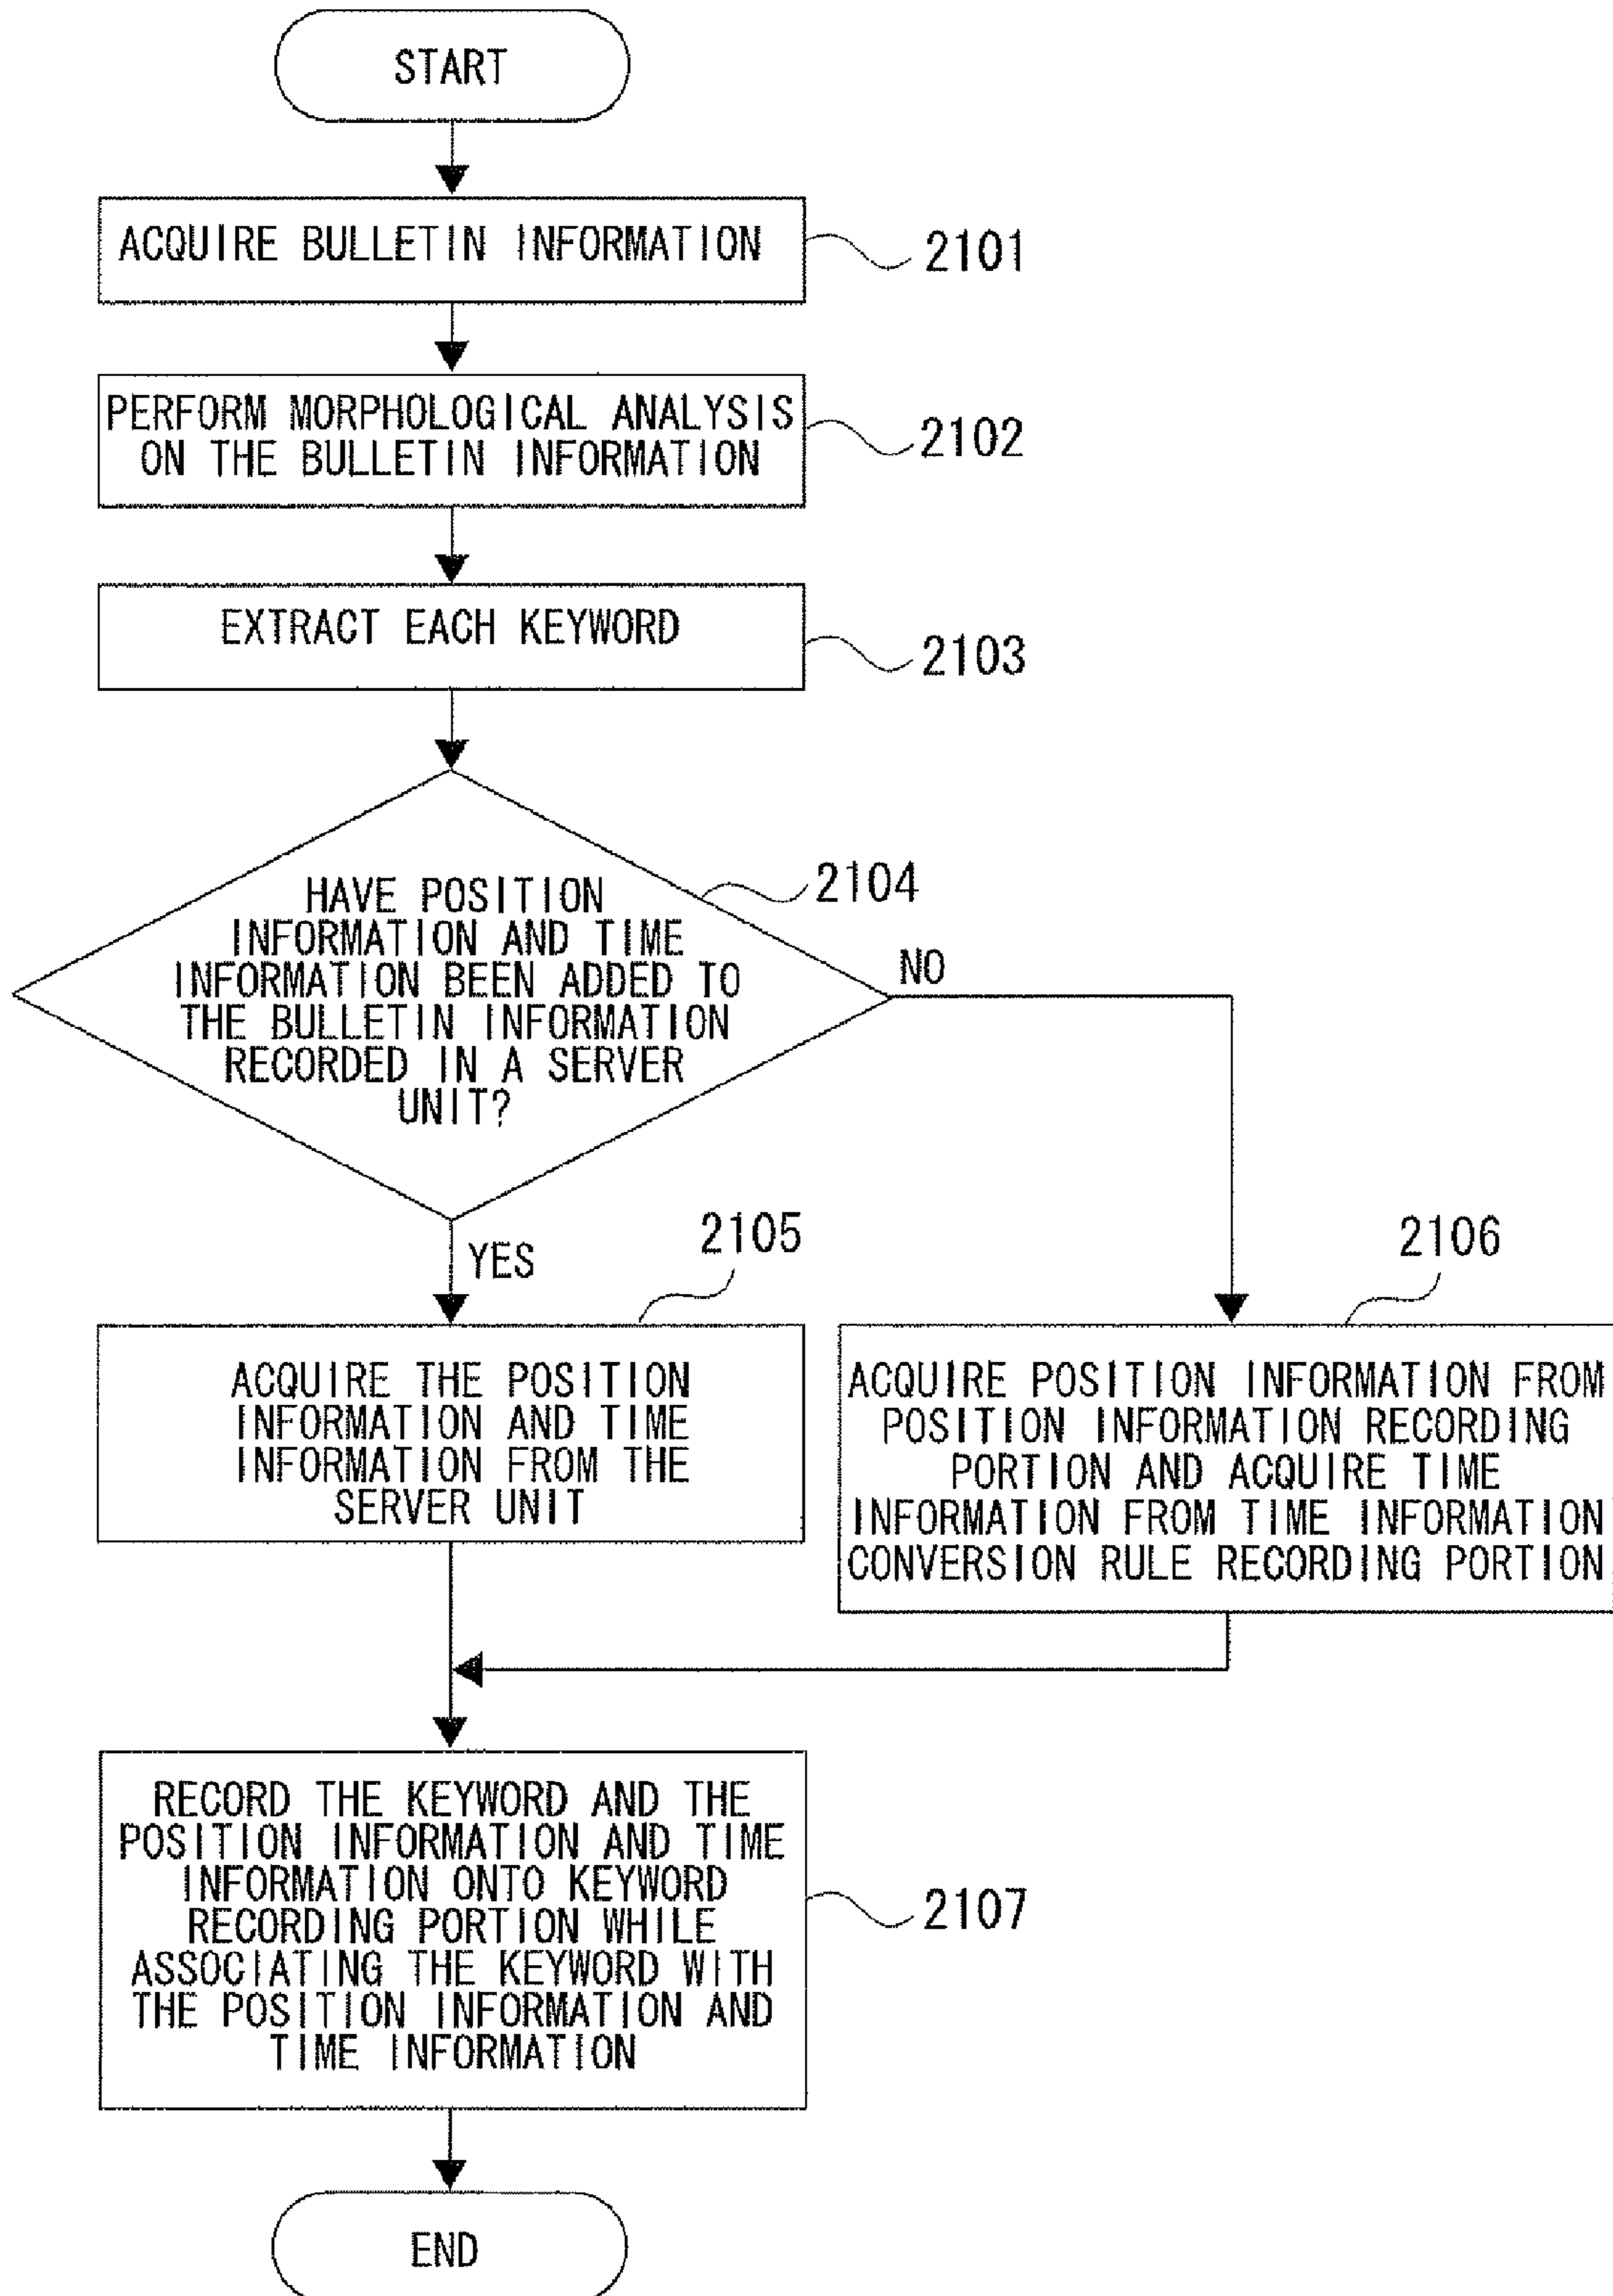 START
ACQUIRE BULLETIN INFORMATION
2101
PERFORM MORPHOLOGICAL ANALYSIS
ON THE BULLETIN INFORMATION
2102
EXTRACT EACH KEYWORD
2103
HAVE POSITION
INFORMATION AND TIME
INFORMATION BEEN ADDED TO
THE BULLETIN INFORMATION
RECORDED IN A SERVER
UNIT?
2104
NO
YES
2105
ACQUIRE THE POSITION
INFORMATION AND TIME
INFORMATION FROM THE
SERVER UNIT
2106
ACQUIRE POSITION INFORMATION FROM
POSITION INFORMATION RECORDING
PORTION AND ACQUIRE TIME
INFORMATION FROM TIME INFORMATION
CONVERSION RULE RECORDING PORTION
RECORD THE KEYWORD AND THE
POSITION INFORMATION AND TIME
INFORMATION ONTO KEYWORD
RECORDING PORTION WHILE
ASSOCIATING THE KEYWORD WITH
THE POSITION INFORMATION AND
TIME INFORMATION
2107
END